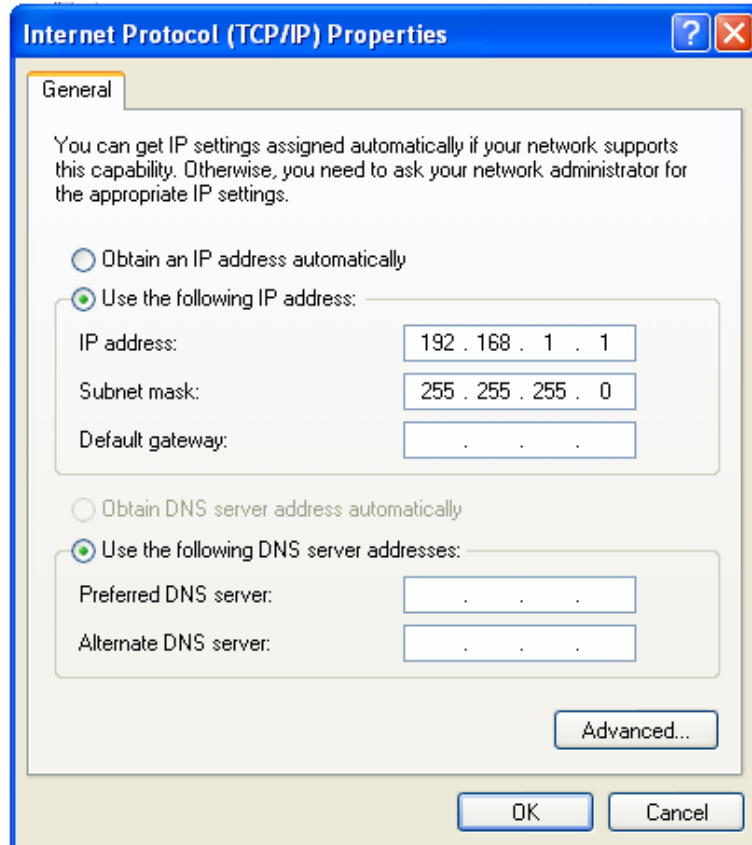 Internet Protocol (TCP/IP) Properties
General
You can get IP settings assigned automatically if your network supports
this capability. Otherwise, you need to ask your network administrator for
the appropriate IP settings.
Obtain an IP address automatically
Use the following IP address:
IP address: 192 . 168 . 1 . 1
Subnet mask: 255 . 255 . 255 . 0
Default gateway: . . .
Obtain DNS server address automatically
Use the following DNS server addresses:
Preferred DNS server: . . .
Alternate DNS server: . . .
Advanced...
OK Cancel